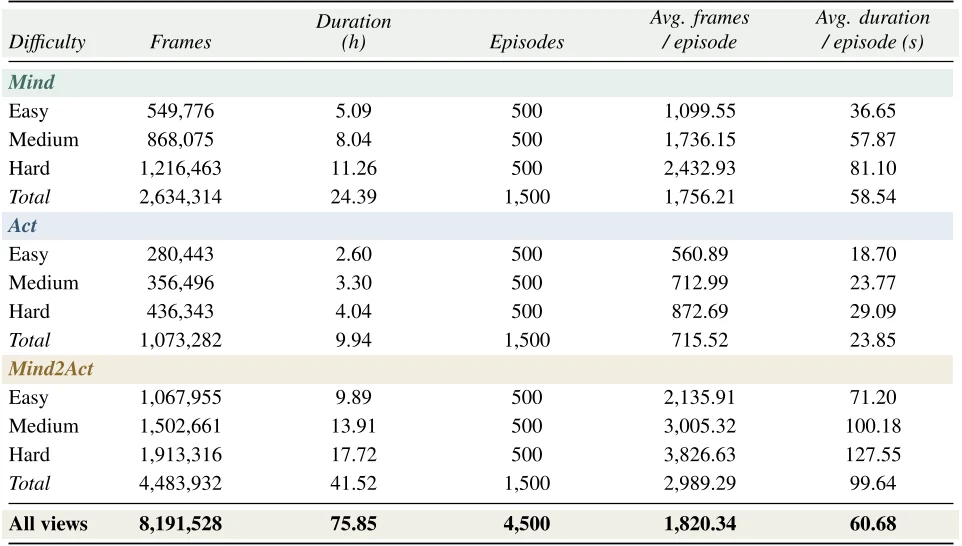 Difficulty Frames Duration (h) Episodes Avg. frames / episode Avg. duration / episode (s)
Mind
Easy 549,776 5.09 500 1,099.55 36.65
Medium 868,075 8.04 500 1,736.15 57.87
Hard 1,216,463 11.26 500 2,432.93 81.10
Total 2,634,314 24.39 1,500 1,756.21 58.54
Act
Easy 280,443 2.60 500 560.89 18.70
Medium 356,496 3.30 500 712.99 23.77
Hard 436,343 4.04 500 872.69 29.09
Total 1,073,282 9.94 1,500 715.52 23.85
Mind2Act
Easy 1,067,955 9.89 500 2,135.91 71.20
Medium 1,502,661 13.91 500 3,005.32 100.18
Hard 1,913,316 17.72 500 3,826.63 127.55
Total 4,483,932 41.52 1,500 2,989.29 99.64
All views 8,191,528 75.85 4,500 1,820.34 60.68